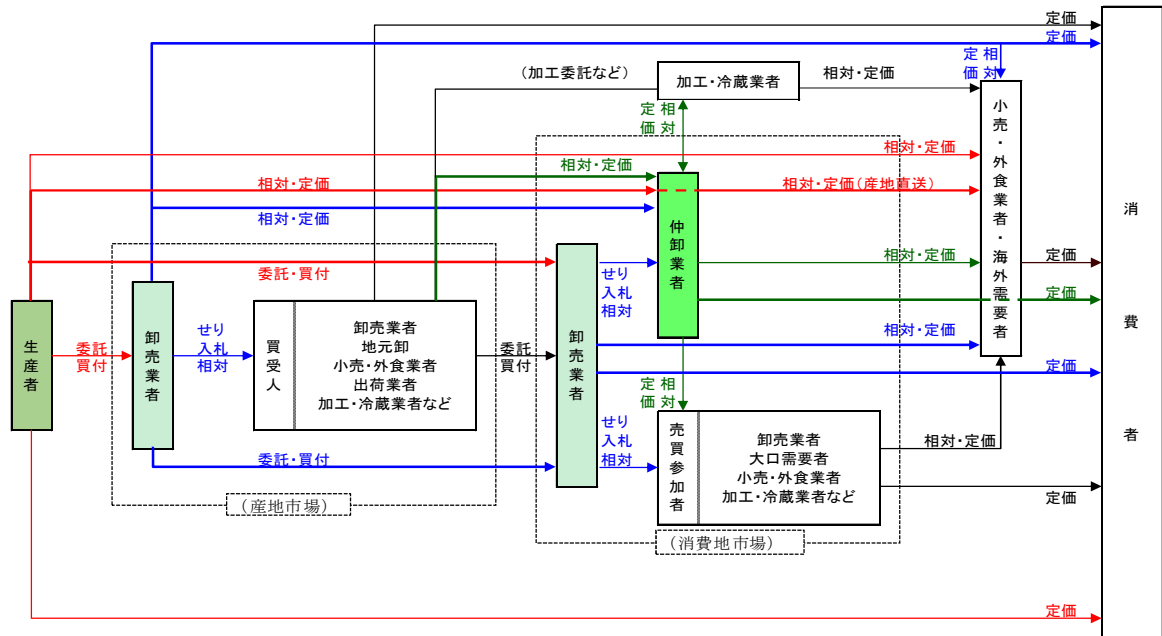 定価
定価
定 相
価 対
消費者
(加工委託など)
加工・冷蔵業者
相対・定価
小売・外食業者・海外需要者
定 相
価 対
相対・定価
相対・定価
相対・定価
相対・定価(産地直送)
相対・定価
仲卸業者
委託・買付
せり
入札
相対
相対・定価
定価
定価
生産者
委託
買付
卸売業者
せり
入札
相対
買受人
卸売業者
地元卸
小売・外食業者
出荷業者
加工・冷蔵業者など
委託
買付
卸売業者
相対・定価
定価
定 相
価 対
委託・買付
せり
入札
相対
売買参加者
卸売業者
大口需要者
小売・外食業者
加工・冷蔵業者など
相対・定価
定価
(産地市場)
(消費地市場)
定価